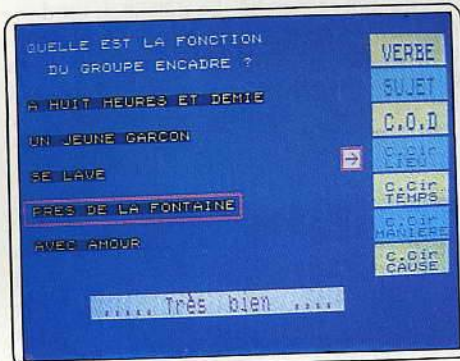 QUELLE EST LA FONCTION
DU GROUPE ENCADRE ?
A HUIT HEURES ET DEMIE
UN JEUNE GARCON
SE LAVE
PRES DE LA FONTAINE
AVEC AMOUR
..... Très bien ....
VERBE
SUJET
C.O.D
C.Cir
LIEU
C.Cir
TEMPS
C.Cir
MANIERE
C.Cir
CAUSE